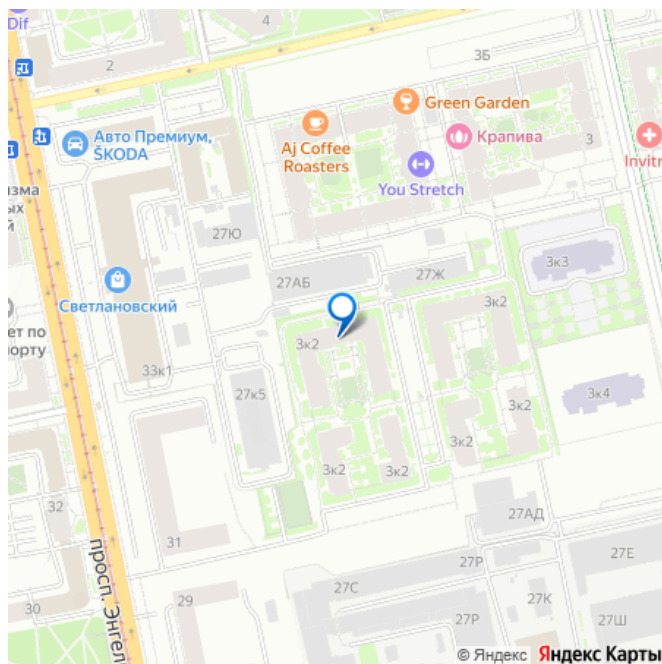 Dif
2
4
3Б
Green Garden
Авто Премиум,
ŠKODA
Aj Coffee
Roasters
Крапива
3
Invitr
You Stretch
изма
ых
й
27Ю
3к3
27АБ
27Ж
Светлановский
3к2
ет по
порту
3к2
33к1
27к5
3к4
3к2
3к2
3к2
3к2
3к2
32
27АД
31
27Е
27Р
просп. Энгел
27С
27К
29
30
27Р
27Ш
© Яндекс Яндекс Карты